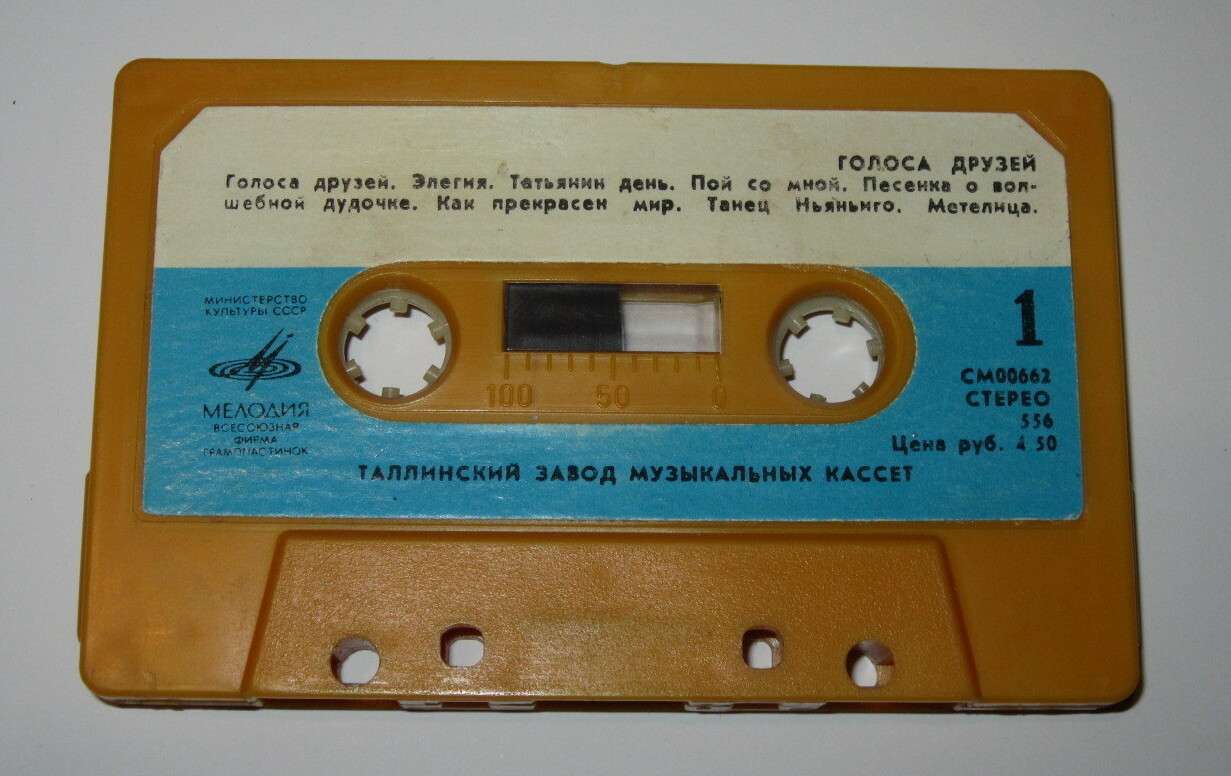 ГОЛОСА ДРУЗЕЙ
Голоса друзей. Элегия. Татьянин день. Пой со мной. Песенка о вол-
шебной дудочке. Как прекрасен мир. Танец Ньяньиго. Метелица.
МИНИСТЕРСТВО
КУЛЬТУРЫ СССР
1
МЕЛОДИЯ
ВСЕСОЮЗНАЯ
ФИРМА
ГРАМПЛАСТИНОК
100 50 0
СМ00662
СТЕРЕО
556
Цена руб. 4 50
ТАЛЛИНСКИЙ ЗАВОД МУЗЫКАЛЬНЫХ КАССЕТ